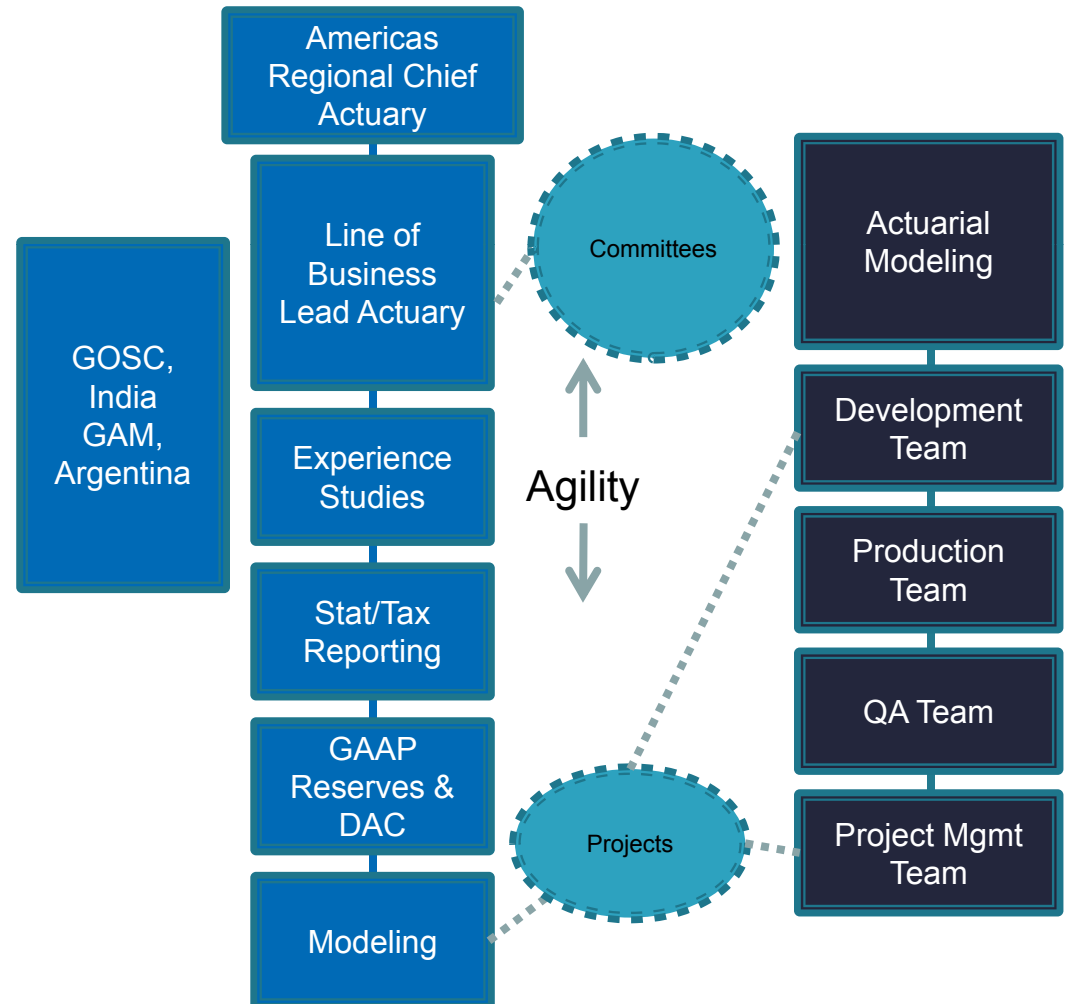 Americas
Regional Chief
Actuary
Line of
Business
Lead Actuary
GOSC,
India
GAM,
Argentina
Experience
Studies
Stat/Tax
Reporting
GAAP
Reserves &
DAC
Modeling
Committees
Agility
Projects
Actuarial
Modeling
Development
Team
Production
Team
QA Team
Project Mgmt
Team